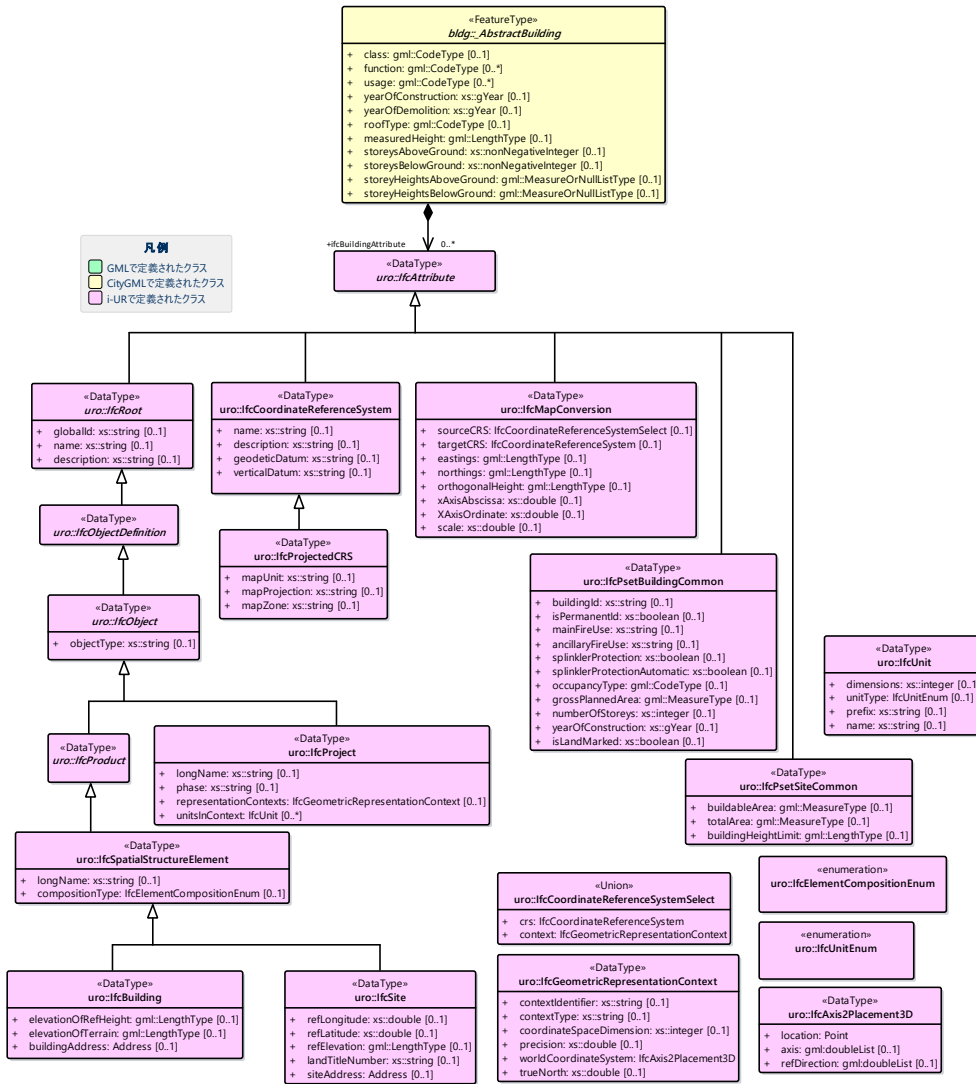 «FeatureType»
bldg::_AbstractBuilding
+ class: gml::CodeType [0..1]
+ function: gml::CodeType [0..*]
+ usage: gml::CodeType [0..*]
+ yearOfConstruction: xs::gYear [0..1]
+ yearOfDemolition: xs::gYear [0..1]
+ roofType: gml::CodeType [0..1]
+ measuredHeight: gml::LengthType [0..1]
+ storeysAboveGround: xs::nonNegativeInteger [0..1]
+ storeysBelowGround: xs::nonNegativeInteger [0..1]
+ storeyHeightsAboveGround: gml::MeasureOrNullListType [0..1]
+ storeyHeightsBelowGround: gml::MeasureOrNullListType [0..1]
+ifcBuildingAttribute 0..*
凡例
GMLで定義されたクラス
CityGMLで定義されたクラス
i-URで定義されたクラス
«DataType»
uro::IfcAttribute
«DataType»
uro::IfcRoot
+ globalId: xs::string [0..1]
+ name: xs::string [0..1]
+ description: xs::string [0..1]
«DataType»
uro::IfcCoordinateReferenceSystem
+ name: xs::string [0..1]
+ description: xs::string [0..1]
+ geodeticDatum: xs::string [0..1]
+ verticalDatum: xs::string [0..1]
«DataType»
uro::IfcMapConversion
+ sourceCRS: IfcCoordinateReferenceSystemSelect [0..1]
+ targetCRS: IfcCoordinateReferenceSystem [0..1]
+ eastings: gml::LengthType [0..1]
+ northings: gml::LengthType [0..1]
+ orthogonalHeight: gml::LengthType [0..1]
+ xAxisAbscissa: xs::double [0..1]
+ XAxisOrdinate: xs::double [0..1]
+ scale: xs::double [0..1]
«DataType»
uro::IfcObjectDefinition
«DataType»
uro::IfcProjectedCRS
+ mapUnit: xs::string [0..1]
+ mapProjection: xs::string [0..1]
+ mapZone: xs::string [0..1]
«DataType»
uro::IfcPsetBuildingCommon
+ buildingId: xs::string [0..1]
+ isPermanentId: xs::boolean [0..1]
+ mainFireUse: xs::string [0..1]
+ ancillaryFireUse: xs::string [0..1]
+ splinklerProtection: xs::boolean [0..1]
+ splinklerProtectionAutomatic: xs::boolean [0..1]
+ occupancyType: gml::CodeType [0..1]
+ grossPlannedArea: gml::MeasureType [0..1]
+ numberOfStoreys: xs::integer [0..1]
+ yearOfConstruction: xs::gYear [0..1]
+ isLandMarked: xs::boolean [0..1]
«DataType»
uro::IfcObject
+ objectType: xs::string [0..1]
«DataType»
uro::IfcUnit
+ dimensions: xs::integer [0..1]
+ unitType: IfcUnitEnum [0..1]
+ prefix: xs::string [0..1]
+ name: xs::string [0..1]
«DataType»
uro::IfcProduct
«DataType»
uro::IfcProject
+ longName: xs::string [0..1]
+ phase: xs::string [0..1]
+ representationContexts: IfcGeometricRepresentationContext [0..1]
+ unitsInContext: IfcUnit [0..*]
«DataType»
uro::IfcPsetSiteCommon
+ buildableArea: gml::MeasureType [0..1]
+ totalArea: gml::MeasureType [0..1]
+ buildingHeightLimit: gml::LengthType [0..1]
«DataType»
uro::IfcSpatialStructureElement
+ longName: xs::string [0..1]
+ compositionType: IfcElementCompositionEnum [0..1]
«Union»
uro::IfcCoordinateReferenceSystemSelect
+ crs: IfcCoordinateReferenceSystem
+ context: IfcGeometricRepresentationContext
«enumeration»
uro::IfcElementCompositionEnum
«enumeration»
uro::IfcUnitEnum
«DataType»
uro::IfcBuilding
+ elevationOfRefHeight: gml::LengthType [0..1]
+ elevationOfTerrain: gml::LengthType [0..1]
+ buildingAddress: Address [0..1]
«DataType»
uro::IfcSite
+ refLongitude: xs::double [0..1]
+ refLatitude: xs::double [0..1]
+ refElevation: gml::LengthType [0..1]
+ landTitleNumber: xs::string [0..1]
+ siteAddress: Address [0..1]
«DataType»
uro::IfcGeometricRepresentationContext
+ contextIdentifier: xs::string [0..1]
+ contextType: xs::string [0..1]
+ coordinateSpaceDimension: xs::integer [0..1]
+ precision: xs::double [0..1]
+ worldCoordinateSystem: IfcAxis2Placement3D
+ trueNorth: xs::double [0..1]
«DataType»
uro::IfcAxis2Placement3D
+ location: Point
+ axis: gml:doubleList [0..1]
+ refDirection: gml:doubleList [0..1]